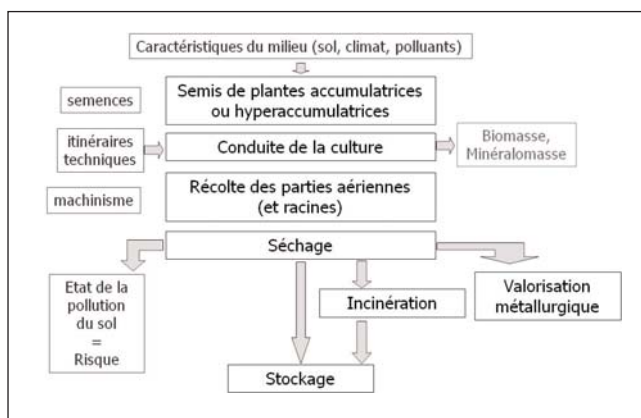 Caractéristiques du milieu (sol, climat, polluants)
semences
Semis de plantes accumulatrices
ou hyperaccumulatrices
itinéraires
techniques
Conduite de la culture
Biomasse,
Minéralomasse
machinisme
Récolte des parties aériennes
(et racines)
Séchage
Etat de la
pollution
du sol
=
Risque
Incinération
Valorisation
métallurgique
Stockage